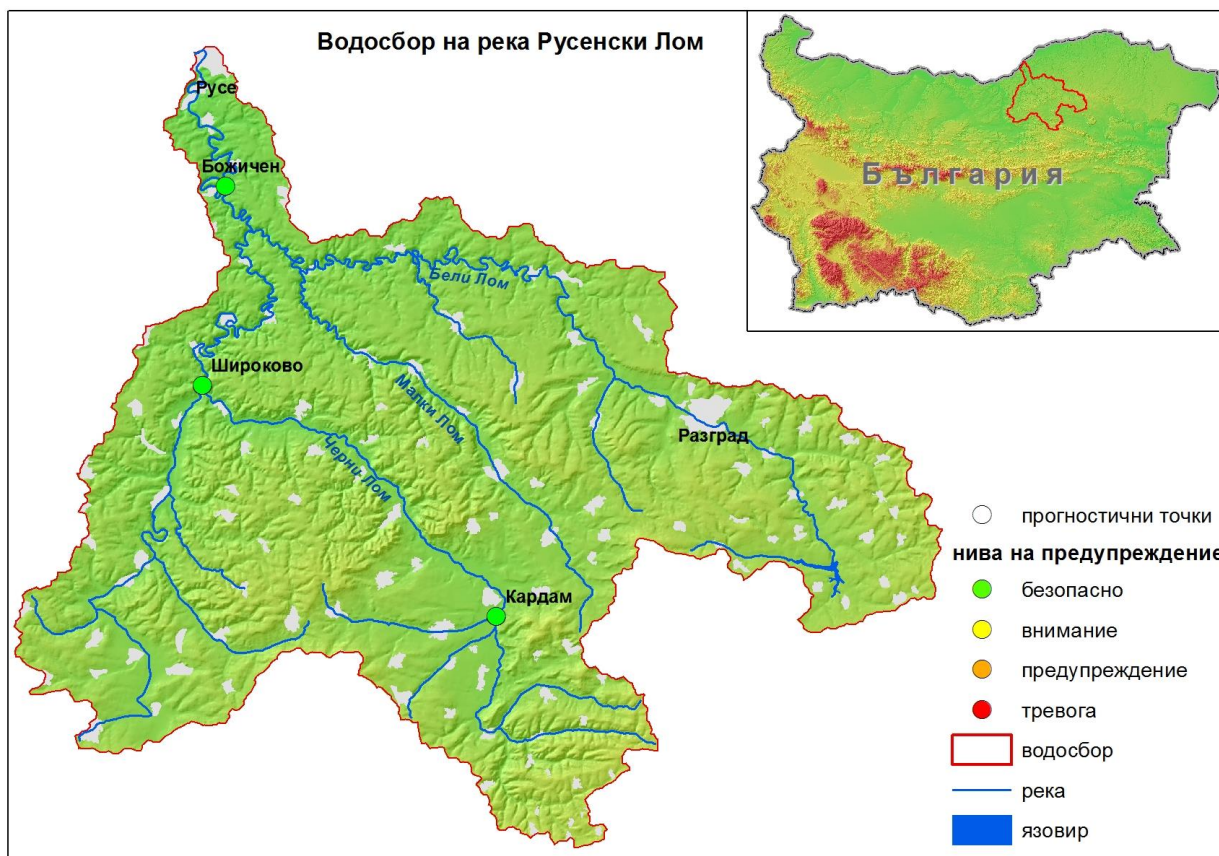 Водосбор на река Русенски Лом
Русе
Божичен
Бели Лом
Широково
Малки Лом
Разград
Черни Лом
Кардам
България
прогностични точки
нива на предупреждение
безопасно
внимание
предупреждение
тревога
водосбор
река
язовир